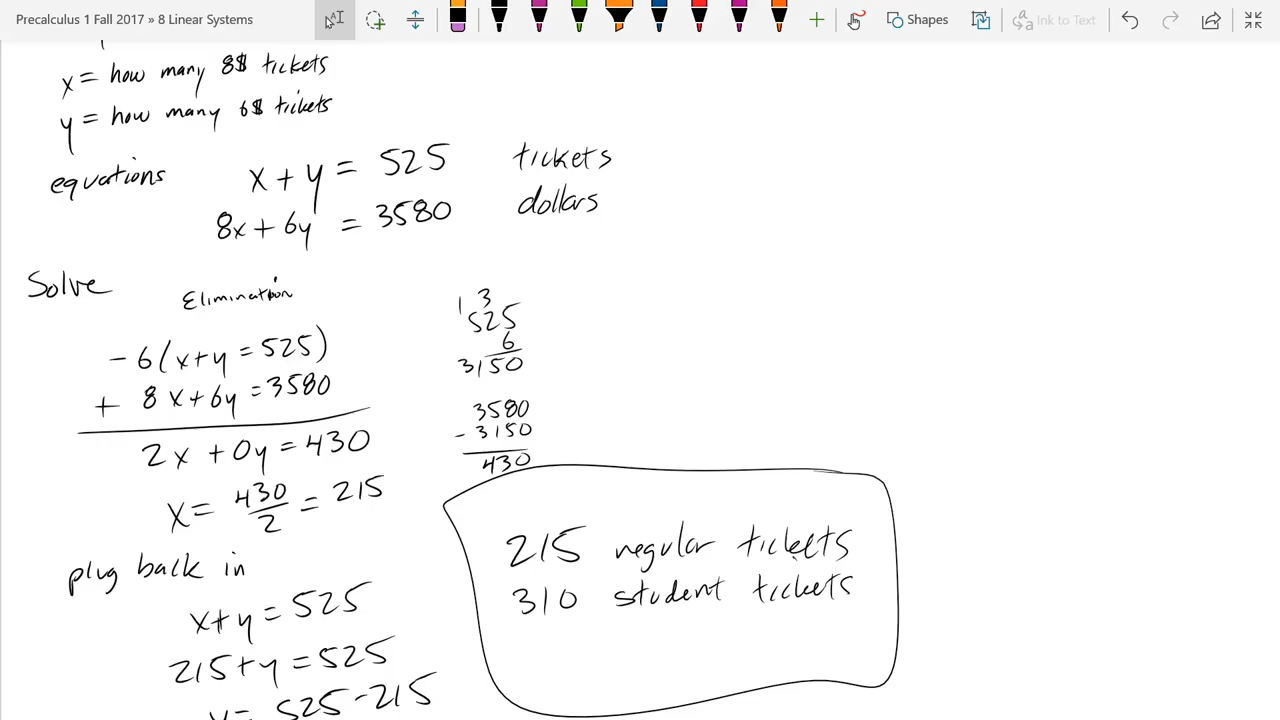 Precalculus 1 Fall 2017 » 8 Linear Systems
Shapes
Ink to Text
x = how many 8$ tickets
y = how many 6$ tickets
equations
x + y = 525 tickets
8x + 6y = 3580 dollars
Solve
Elimination
-6(x+y = 525)
+ 8x+6y = 3580
2x + 0y = 430
x = 430/2 = 215
plug back in
x+y = 525
215+y = 525
y = 525 - 215
1 3
525
6
3150
3580
- 3150
430
215 regular tickets
310 student tickets